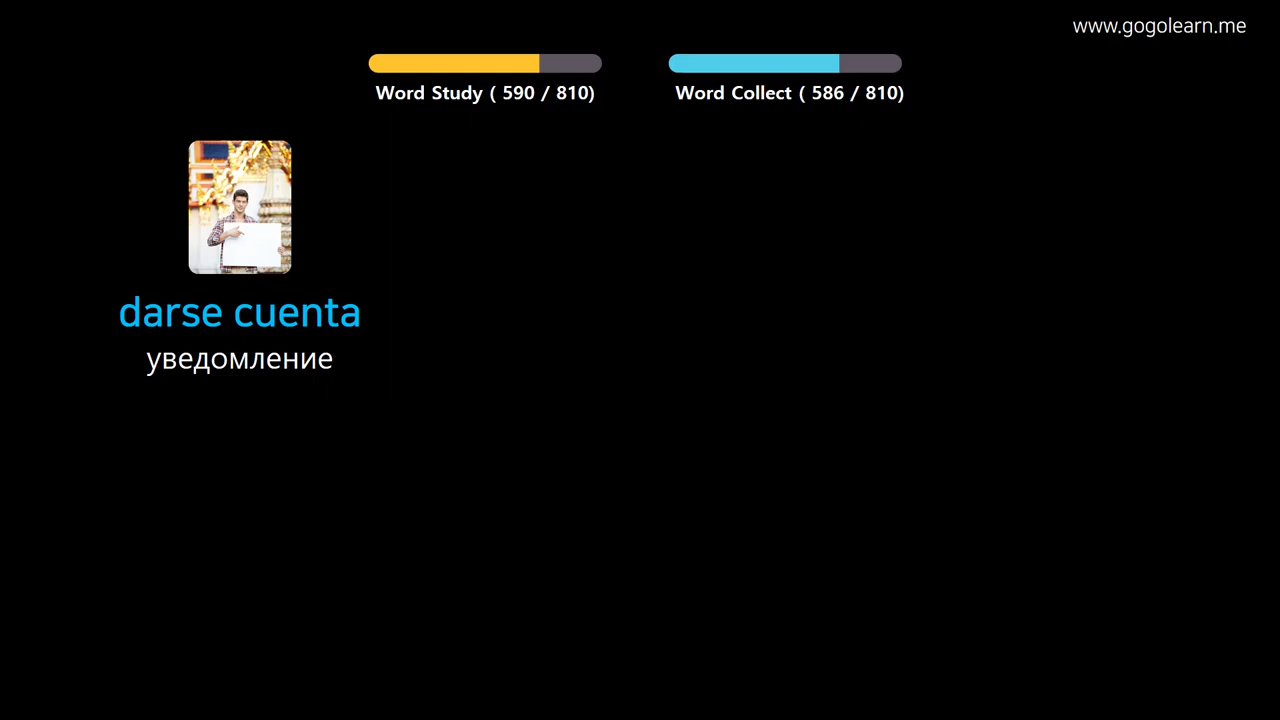 www.gogolearn.me
Word Study ( 590 / 810)
Word Collect ( 586 / 810)
darse cuenta
уведомление